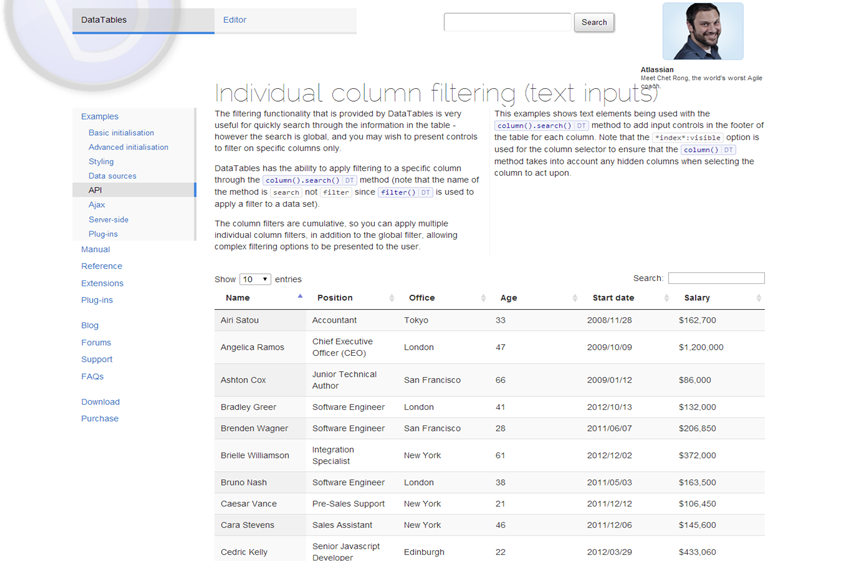 DataTables
Editor
Search
Atlassian
Meet Chet Rong, the world's worst Agile
coach.
Individual column filtering (text inputs)
Examples
Basic initialisation
Advanced initialisation
Styling
Data sources
API
Ajax
Server-side
Plug-ins
Manual
Reference
Extensions
Plug-ins
Blog
Forums
Support
FAQs
Download
Purchase
The filtering functionality that is provided by DataTables is very
useful for quickly search through the information in the table -
however the search is global, and you may wish to present controls
to filter on specific columns only.
DataTables has the ability to apply filtering to a specific column
through the column().search() DT method (note that the name of
the method is search not filter since filter() DT is used to
apply a filter to a data set).
The column filters are cumulative, so you can apply multiple
individual column filters, in addition to the global filter, allowing
complex filtering options to be presented to the user.
This examples shows text elements being used with the
column().search() DT method to add input controls in the footer of
the table for each column. Note that the *index*:visible option is
used for the column selector to ensure that the column() DT
method takes into account any hidden columns when selecting
the column to act upon.
Show 10 entries
Search:
Name Position Office Age Start date Salary
Airi Satou Accountant Tokyo 33 2008/11/28 $162,700
Angelica Ramos Chief Executive London 47 2009/10/09 $1,200,000
Officer (CEO)
Ashton Cox Junior Technical San Francisco 66 2009/01/12 $86,000
Author
Bradley Greer Software Engineer London 41 2012/10/13 $132,000
Brenden Wagner Software Engineer San Francisco 28 2011/06/07 $206,850
Brielle Williamson Integration New York 61 2012/12/02 $372,000
Specialist
Bruno Nash Software Engineer London 38 2011/05/03 $163,500
Caesar Vance Pre-Sales Support New York 21 2011/12/12 $106,450
Cara Stevens Sales Assistant New York 46 2011/12/06 $145,600
Cedric Kelly Senior Javascript Edinburgh 22 2012/03/29 $433,060
Developer